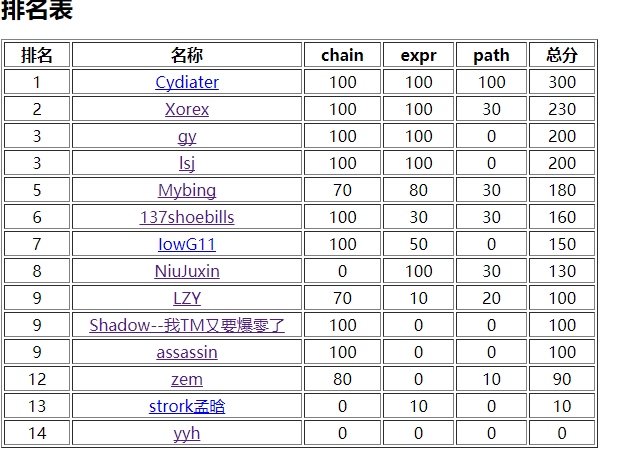 排名表
排名 名称 chain expr path 总分
1 Cydiater 100 100 100 300
2 Xorex 100 100 30 230
3 gy 100 100 0 200
3 lsj 100 100 0 200
5 Mybing 70 80 30 180
6 137shoebills 100 30 30 160
7 lowG11 100 50 0 150
8 NiuJuxin 0 100 30 130
9 LZY 70 10 20 100
9 Shadow--我TM又要爆零了 100 0 0 100
9 assassin 100 0 0 100
12 zem 80 0 10 90
13 strork孟晗 0 10 0 10
14 yyh 0 0 0 0